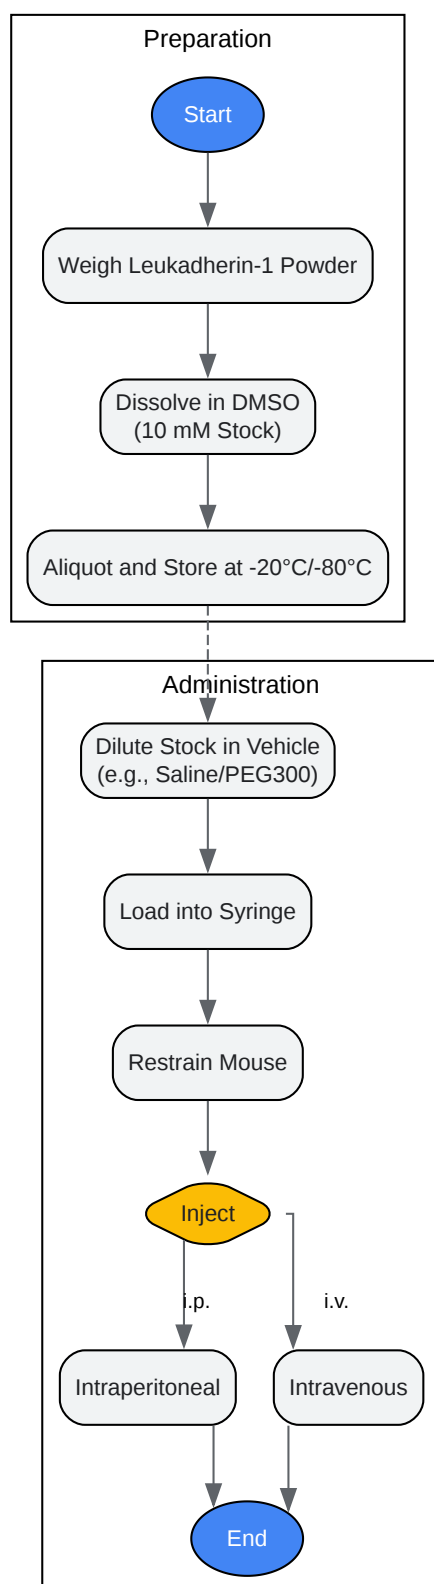 Preparation
Start
Weigh Leukadherin-1 Powder
Dissolve in DMSO
(10 mM Stock)
Aliquot and Store at -20°C/-80°C
Administration
Dilute Stock in Vehicle
(e.g., Saline/PEG300)
Load into Syringe
Restrain Mouse
Inject
i.p.
i.v.
Intraperitoneal
Intravenous
End